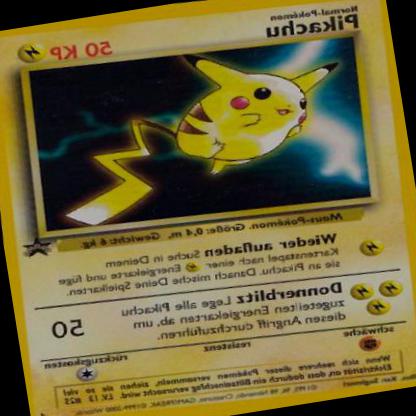 Normal-Pokémon
Pikachu
50 KP
Maus-Pokémon. Größe: 0,4 m, Gewicht: 6 kg.
Wieder aufladen Suche in Deinem
Kartenstapel nach einer Energiekarte und füge
sie an Pikachu. Danach mische Deine Spielkarten.
Donnerblitz Lege alle Pikachu
zugeteilten Energiekarten ab, um
diesen Angriff durchzuführen.
50
schwäche
resistenz
rückzugskosten
Wenn sich mehrere dieser Pokémon versammeln, ziehen sie so viel
Elektrizität an, daß dadurch ein Blitzeinschlag verursacht wird. LV. 13 #25